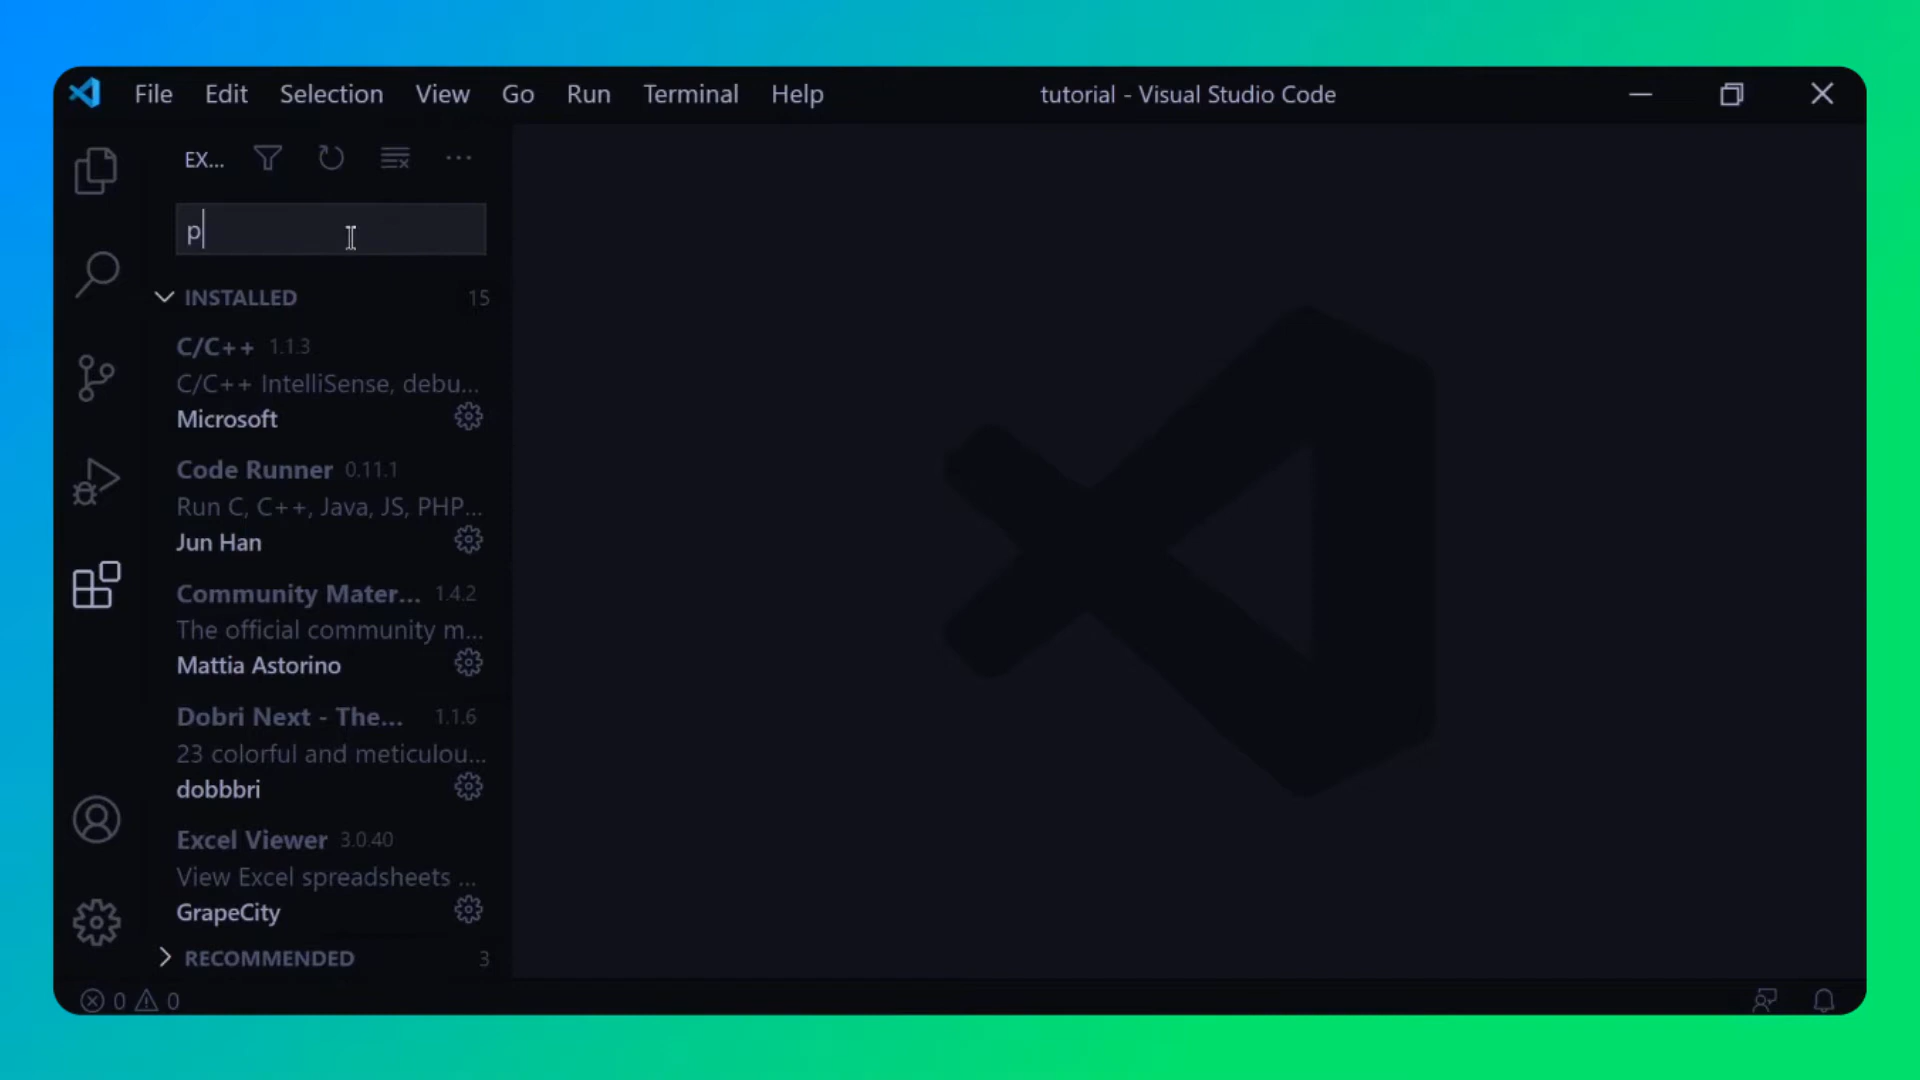 File Edit Selection View Go Run Terminal Help tutorial - Visual Studio Code
EX...
p
INSTALLED 15
C/C++ 1.1.3
C/C++ IntelliSense, debu...
Microsoft
Code Runner 0.11.1
Run C, C++, Java, JS, PHP...
Jun Han
Community Mater... 1.4.2
The official community m...
Mattia Astorino
Dobri Next - The... 1.1.6
23 colorful and meticulou...
dobbbri
Excel Viewer 3.0.40
View Excel spreadsheets ...
GrapeCity
RECOMMENDED 3
0 0